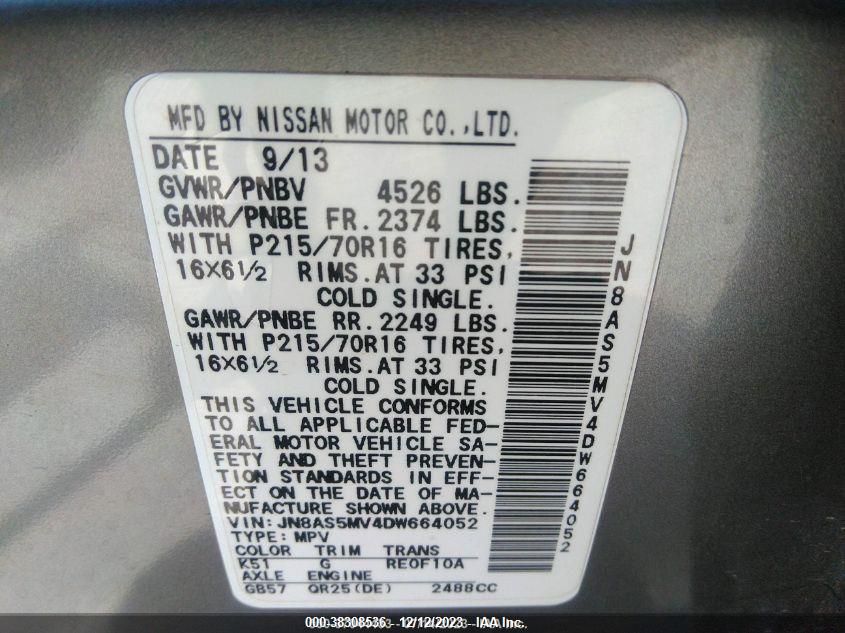 MFD BY NISSAN MOTOR CO.,LTD.
DATE 9/13
GVWR/PNBV 4526 LBS.
GAWR/PNBE FR. 2374 LBS.
WITH P215/70R16 TIRES,
16X6½ RIMS.AT 33 PSI
COLD SINGLE.
GAWR/PNBE RR. 2249 LBS.
WITH P215/70R16 TIRES,
16X6½ RIMS.AT 33 PSI
COLD SINGLE.
THIS VEHICLE CONFORMS
TO ALL APPLICABLE FED-
ERAL MOTOR VEHICLE SA-
FETY AND THEFT PREVEN-
TION STANDARDS IN EFF-
ECT ON THE DATE OF MA-
NUFACTURE SHOWN ABOVE.
VIN: JN8AS5MV4DW664052
TYPE: MPV
COLOR TRIM TRANS
K51 G RE0F10A
AXLE ENGINE
GB57 QR25(DE) 2488CC
JN8AS5MV4DW664052
000.38308536 - 12/12/2023 - IAA Inc.